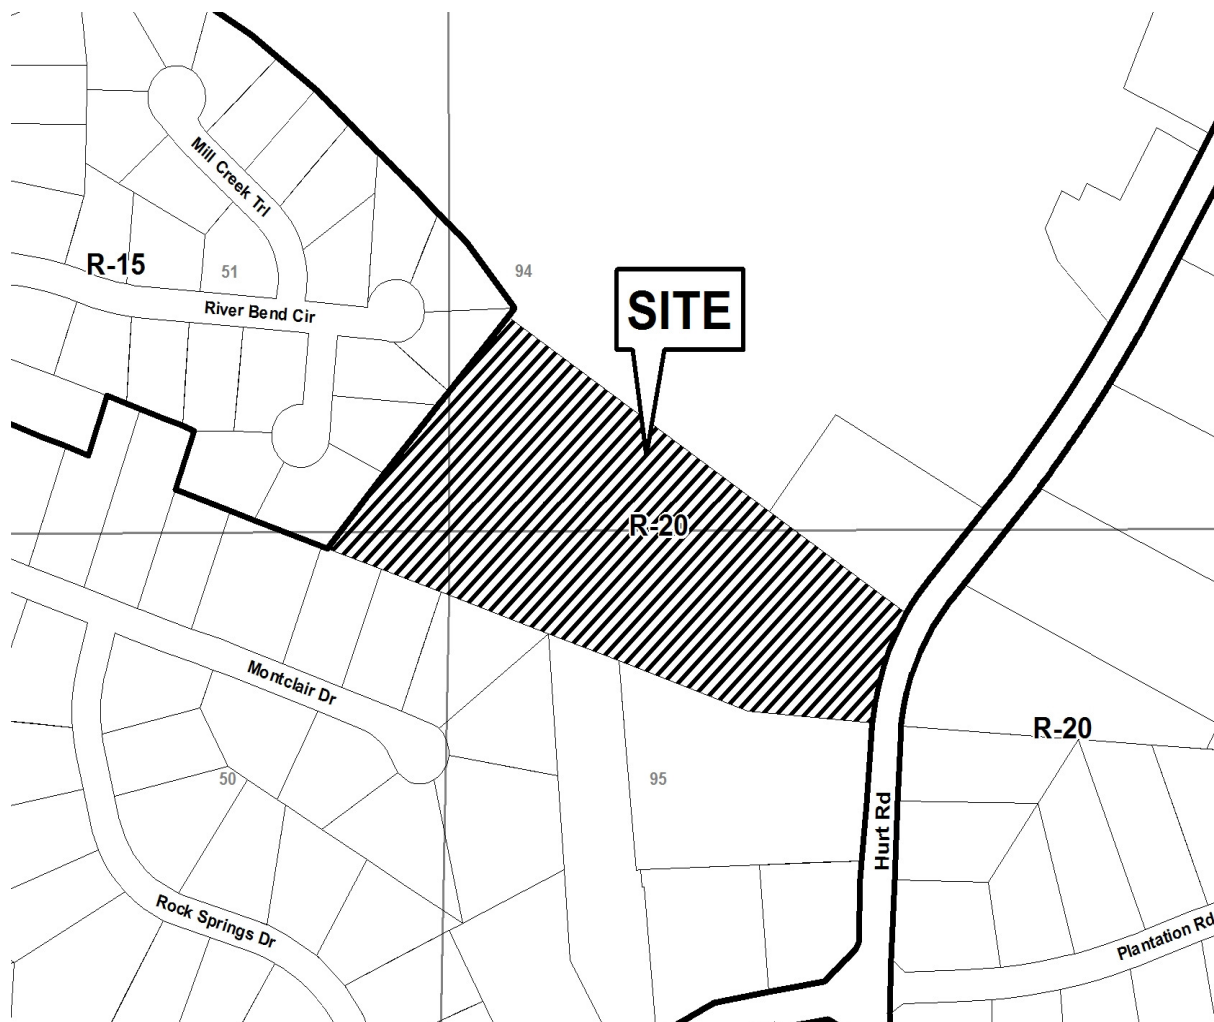 Mill Creek Trl
R-15
51
94
River Bend Cir
SITE
R-20
Montclair Dr
R-20
50
95
Hurt Rd
Rock Springs Dr
Plantation Rd